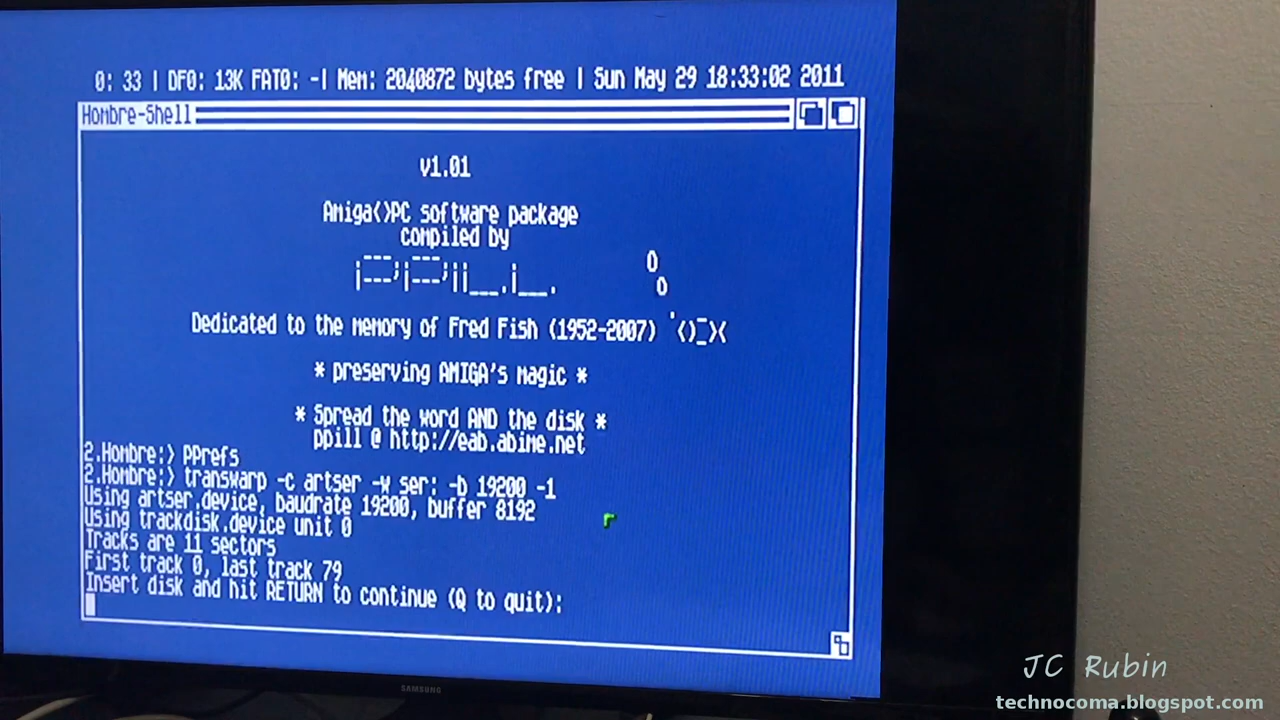 0: 33 | DF0: 13K FAT0: -| Mem: 2040872 bytes free | Sun May 29 18:33:02 2011
Hombre-Shell
v1.01
Amiga<>PC software package
compiled by
Dedicated to the memory of Fred Fish (1952-2007)
* preserving AMIGA's magic *
* Spread the word AND the disk *
ppill @ http://eab.abime.net
2.Hombre:> PPrefs
2.Hombre:> transwarp -c artser -w ser: -b 19200 -1
Using artser.device, baudrate 19200, buffer 8192
Using trackdisk.device unit 0
Tracks are 11 sectors
First track 0, last track 79
Insert disk and hit RETURN to continue (Q to quit):
SAMSUNG
JC Rubin
technocoma.blogspot.com